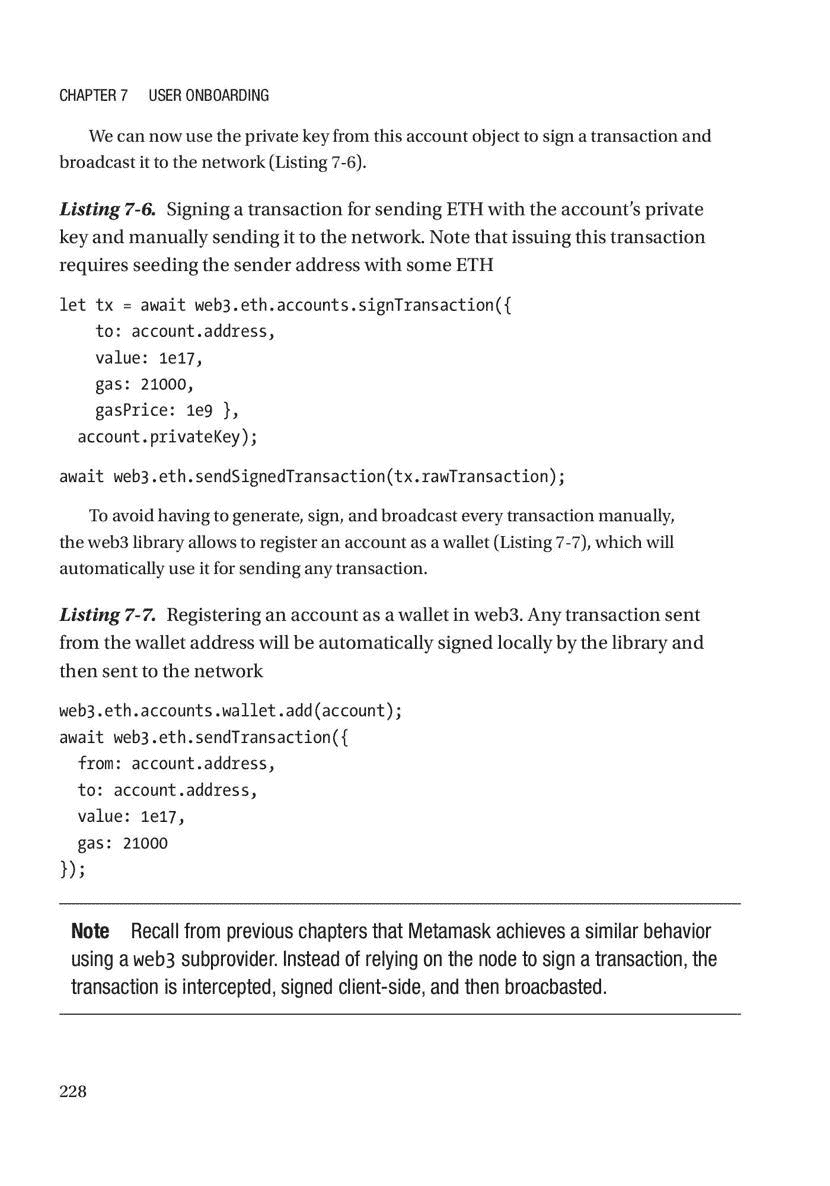 CHAPTER 7 USER ONBOARDING
We can now use the private key from this account object to sign a transaction and
broadcast it to the network (Listing 7-6).
Listing 7-6. Signing a transaction for sending ETH with the account’s private
key and manually sending it to the network. Note that issuing this transaction
requires seeding the sender address with some ETH
let tx = await web3.eth.accounts.signTransaction({
    to: account.address,
    value: 1e17,
    gas: 21000,
    gasPrice: 1e9 },
  account.privateKey);
await web3.eth.sendSignedTransaction(tx.rawTransaction);
To avoid having to generate, sign, and broadcast every transaction manually,
the web3 library allows to register an account as a wallet (Listing 7-7), which will
automatically use it for sending any transaction.
Listing 7-7. Registering an account as a wallet in web3. Any transaction sent
from the wallet address will be automatically signed locally by the library and
then sent to the network
web3.eth.accounts.wallet.add(account);
await web3.eth.sendTransaction({
  from: account.address,
  to: account.address,
  value: 1e17,
  gas: 21000
});
Note Recall from previous chapters that Metamask achieves a similar behavior
using a web3 subprovider. Instead of relying on the node to sign a transaction, the
transaction is intercepted, signed client-side, and then broacbasted.
228